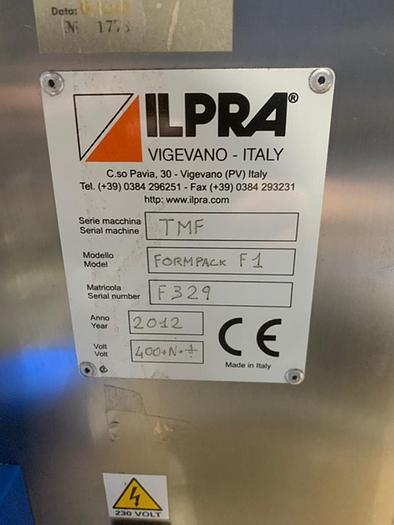 Data:
№ 1773
ILPRA®
VIGEVANO - ITALY
C.so Pavia, 30 - Vigevano (PV) Italy
Tel. (+39) 0384 296251 - Fax (+39) 0384 293231
http: www.ilpra.com
Serie macchina
Serial machine
TMF
Modello
Model
FORMPACK F1
Matricola
Serial number
F329
Anno
Year
2012
Volt
Volt
400+N+⏚
CE
Made in Italy
230 VOLT